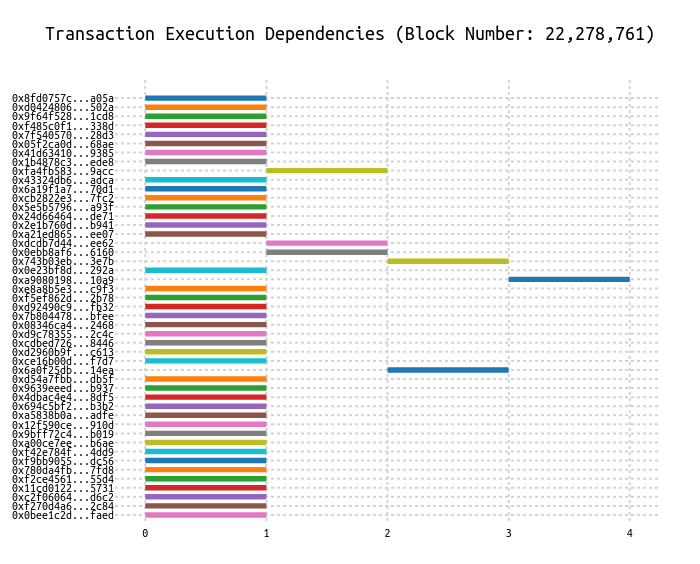 Transaction Execution Dependencies (Block Number: 22,278,761)
0x8fd0757c...a05a
0xd0424806...502a
0x9f64f528...1cd8
0xf485c0f1...338d
0x7f540570...28d3
0x05f2ca0d...68ae
0x41d63410...9385
0x1b4878c3...ede8
0xfa4fb583...9acc
0x43324db6...adca
0x6a19f1a7...70d1
0xcb2822e3...7fc2
0x5e5b5796...a93f
0x24d66464...de71
0x2e1b760d...b941
0xa21ed865...ee07
0xdcdb7d44...ee62
0x0ebb8af6...6160
0x743b03eb...3e7b
0x0e23bf8d...292a
0xa9080198...10a9
0xe8a8b5e3...c9f3
0xf5ef862d...2b78
0xd92490c9...fb32
0x7b804478...bfee
0x08346ca4...2468
0xd9c78355...2c4c
0xcdbed726...8446
0xd2960b9f...c613
0xce16b00d...f7d7
0x6a0f25db...14ea
0xd54a7fbb...db5f
0x9639eeed...b937
0x4dbac4e4...8df5
0x694c5bf2...b3b2
0xa5838b0a...adfe
0x12f590ce...910d
0x9bff72c4...b019
0xa00ce7ee...b6ae
0xf42e784f...4dd9
0xf9bb9055...dc56
0x780da4fb...7fd8
0xf2ce4561...55d4
0x11cd0122...5731
0xc2f06064...d6c2
0xf270d4a6...2c84
0x0bee1c2d...faed
0 1 2 3 4